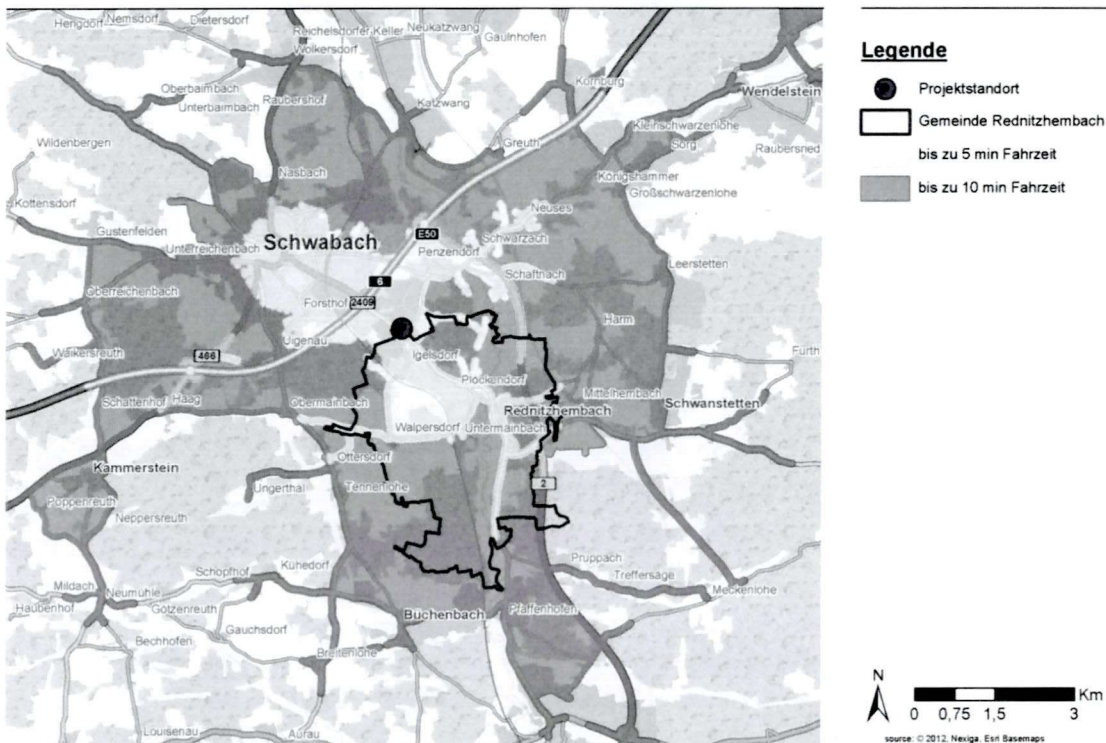 Herigdorf
Nemsdorf
Dietersdorf
Reichelsdorfer Keller
Neukatzwang
Gaulnhofen
Wolkersdorf
Oberbaimbach
Unterbaimbach
Raubershof
Katzwang
Kornburg
Wendelstein
Greuth
Kleinschwarzenlohe
Sorg
Raubersried
Wildenbergen
Nasbach
Königshammer
Großschwarzenlohe
Kottensdorf
Neuses
Gustenfelden
Unterreichenbach
Schwabach
E50
Schwarzach
Penzendorf
Leerstetten
Schaftnach
6
Oberreichenbach
Forsthof
2409
Harm
Waikersreuth
466
Uigenau
Igelsdorf
Furth
Plöckendorf
Schattenhof
Haag
Obermainbach
Mittelhembach
Rednitzhembach
Schwanstetten
Walpersdorf
Untermainbach
Ottersdorf
Kammerstein
Ungerthal
Tennenlohe
2
Poppenreuth
Neppersreuth
Pruppach
Treffersäge
Meckenlohe
Schopfhof
Kühedorf
Mildach
Neumühle
Haubenhof
Götzenreuth
Büchenbach
Pfaffenhofen
Gauchsdorf
Bechhofen
Breitenlohe
Louisenau
Aurau
Legende
Projektstandort
Gemeinde Rednitzhembach
bis zu 5 min Fahrzeit
bis zu 10 min Fahrzeit
N
Km
0 0,75 1,5 3
source: © 2012, Nexiga, Esri Basemaps